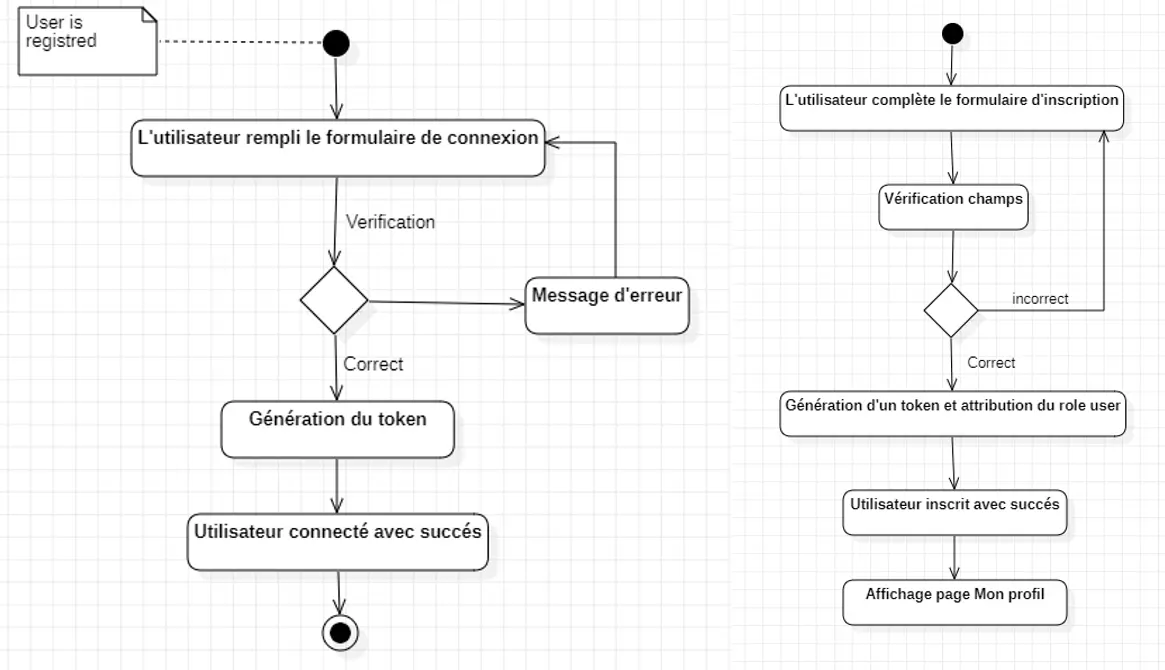 User is
registred
L'utilisateur rempli le formulaire de connexion
Verification
Message d'erreur
Correct
Génération du token
Utilisateur connecté avec succés
L'utilisateur complète le formulaire d'inscription
Vérification champs
incorrect
Correct
Génération d'un token et attribution du role user
Utilisateur inscrit avec succés
Affichage page Mon profil